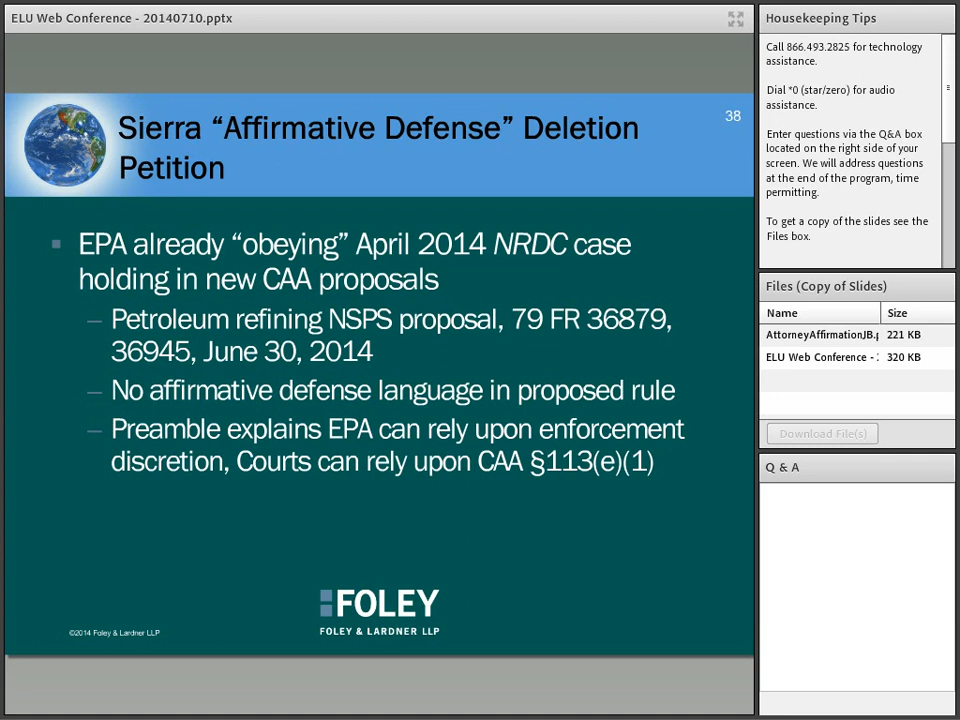 ELU Web Conference - 20140710.pptx
38
Sierra “Affirmative Defense” Deletion
Petition
▪ EPA already “obeying” April 2014 NRDC case
holding in new CAA proposals
– Petroleum refining NSPS proposal, 79 FR 36879,
36945, June 30, 2014
– No affirmative defense language in proposed rule
– Preamble explains EPA can rely upon enforcement
discretion, Courts can rely upon CAA §113(e)(1)
FOLEY
FOLEY & LARDNER LLP
©2014 Foley & Lardner LLP
Housekeeping Tips
Call 866.493.2825 for technology
assistance.
Dial *0 (star/zero) for audio
assistance.
Enter questions via the Q&A box
located on the right side of your
screen. We will address questions
at the end of the program, time
permitting.
To get a copy of the slides see the
Files box.
Files (Copy of Slides)
Name Size
AttorneyAffirmationJB.p 221 KB
ELU Web Conference - 320 KB
Download File(s)
Q & A